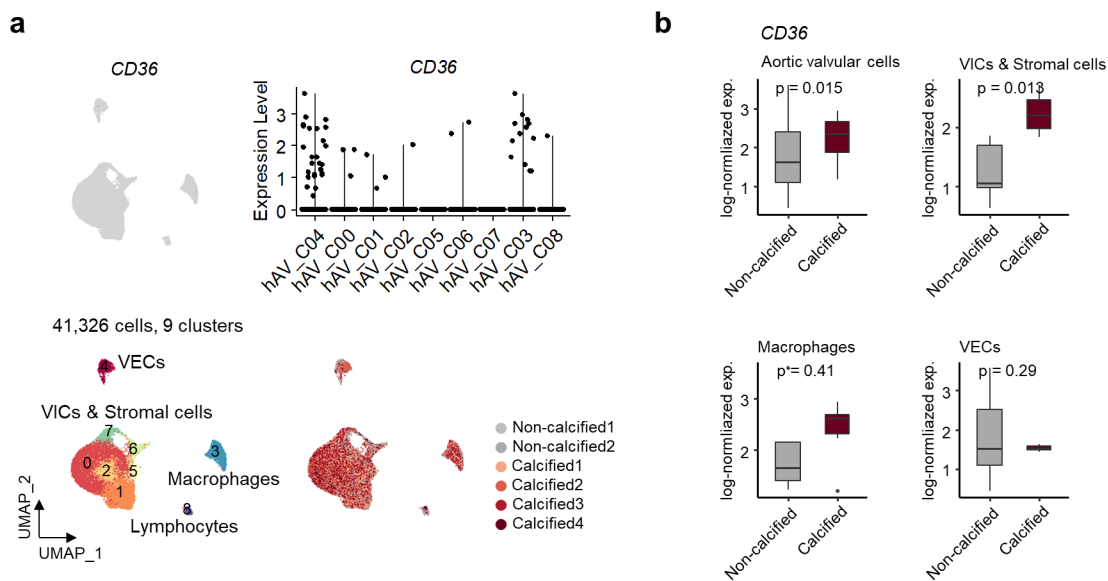 a
CD36
CD36
Expression Level
3
2
1
0
hAV_C04
hAV_C00
hAV_C01
hAV_C02
hAV_C05
hAV_C06
hAV_C07
hAV_C03
hAV_C08
41,326 cells, 9 clusters
4
VECs
VICs & Stromal cells
7
6
0
2
5
3
1
Macrophages
8
Lymphocytes
UMAP_2
UMAP_1
Non-calcified1
Non-calcified2
Calcified1
Calcified2
Calcified3
Calcified4
b
CD36
Aortic valvular cells
p = 0.015
log-normliazed exp.
3
2
1
Non-calcified
Calcified
VICs & Stromal cells
p = 0.013
log-normliazed exp.
2
1
Non-calcified
Calcified
Macrophages
p = 0.41
log-normliazed exp.
3
2
Non-calcified
Calcified
VECs
p = 0.29
log-normliazed exp.
3
2
1
Non-calcified
Calcified